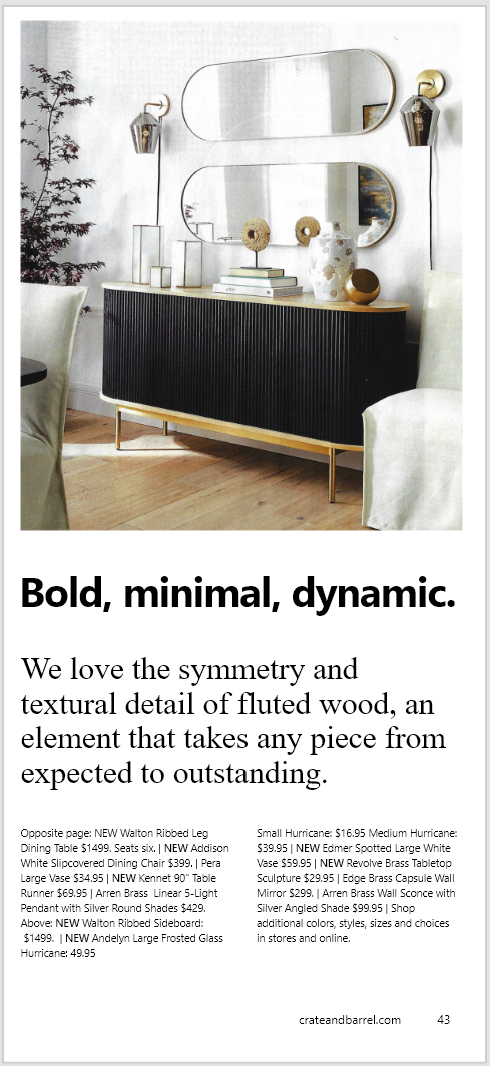 Bold, minimal, dynamic.
We love the symmetry and
textural detail of fluted wood, an
element that takes any piece from
expected to outstanding.
Opposite page: NEW Walton Ribbed Leg
Dining Table $1499. Seats six. | NEW Addison
White Slipcovered Dining Chair $399. | Pera
Large Vase $34.95 | NEW Kennet 90" Table
Runner $69.95 | Arren Brass  Linear 5-Light
Pendant with Silver Round Shades $429.
Above: NEW Walton Ribbed Sideboard:
$1499.  | NEW Andelyn Large Frosted Glass
Hurricane: 49.95
Small Hurricane: $16.95 Medium Hurricane:
$39.95 | NEW Edmer Spotted Large White
Vase $59.95 | NEW Revolve Brass Tabletop
Sculpture $29.95 | Edge Brass Capsule Wall
Mirror $299. | Arren Brass Wall Sconce with
Silver Angled Shade $99.95 | Shop
additional colors, styles, sizes and choices
in stores and online.
crateandbarrel.com 43